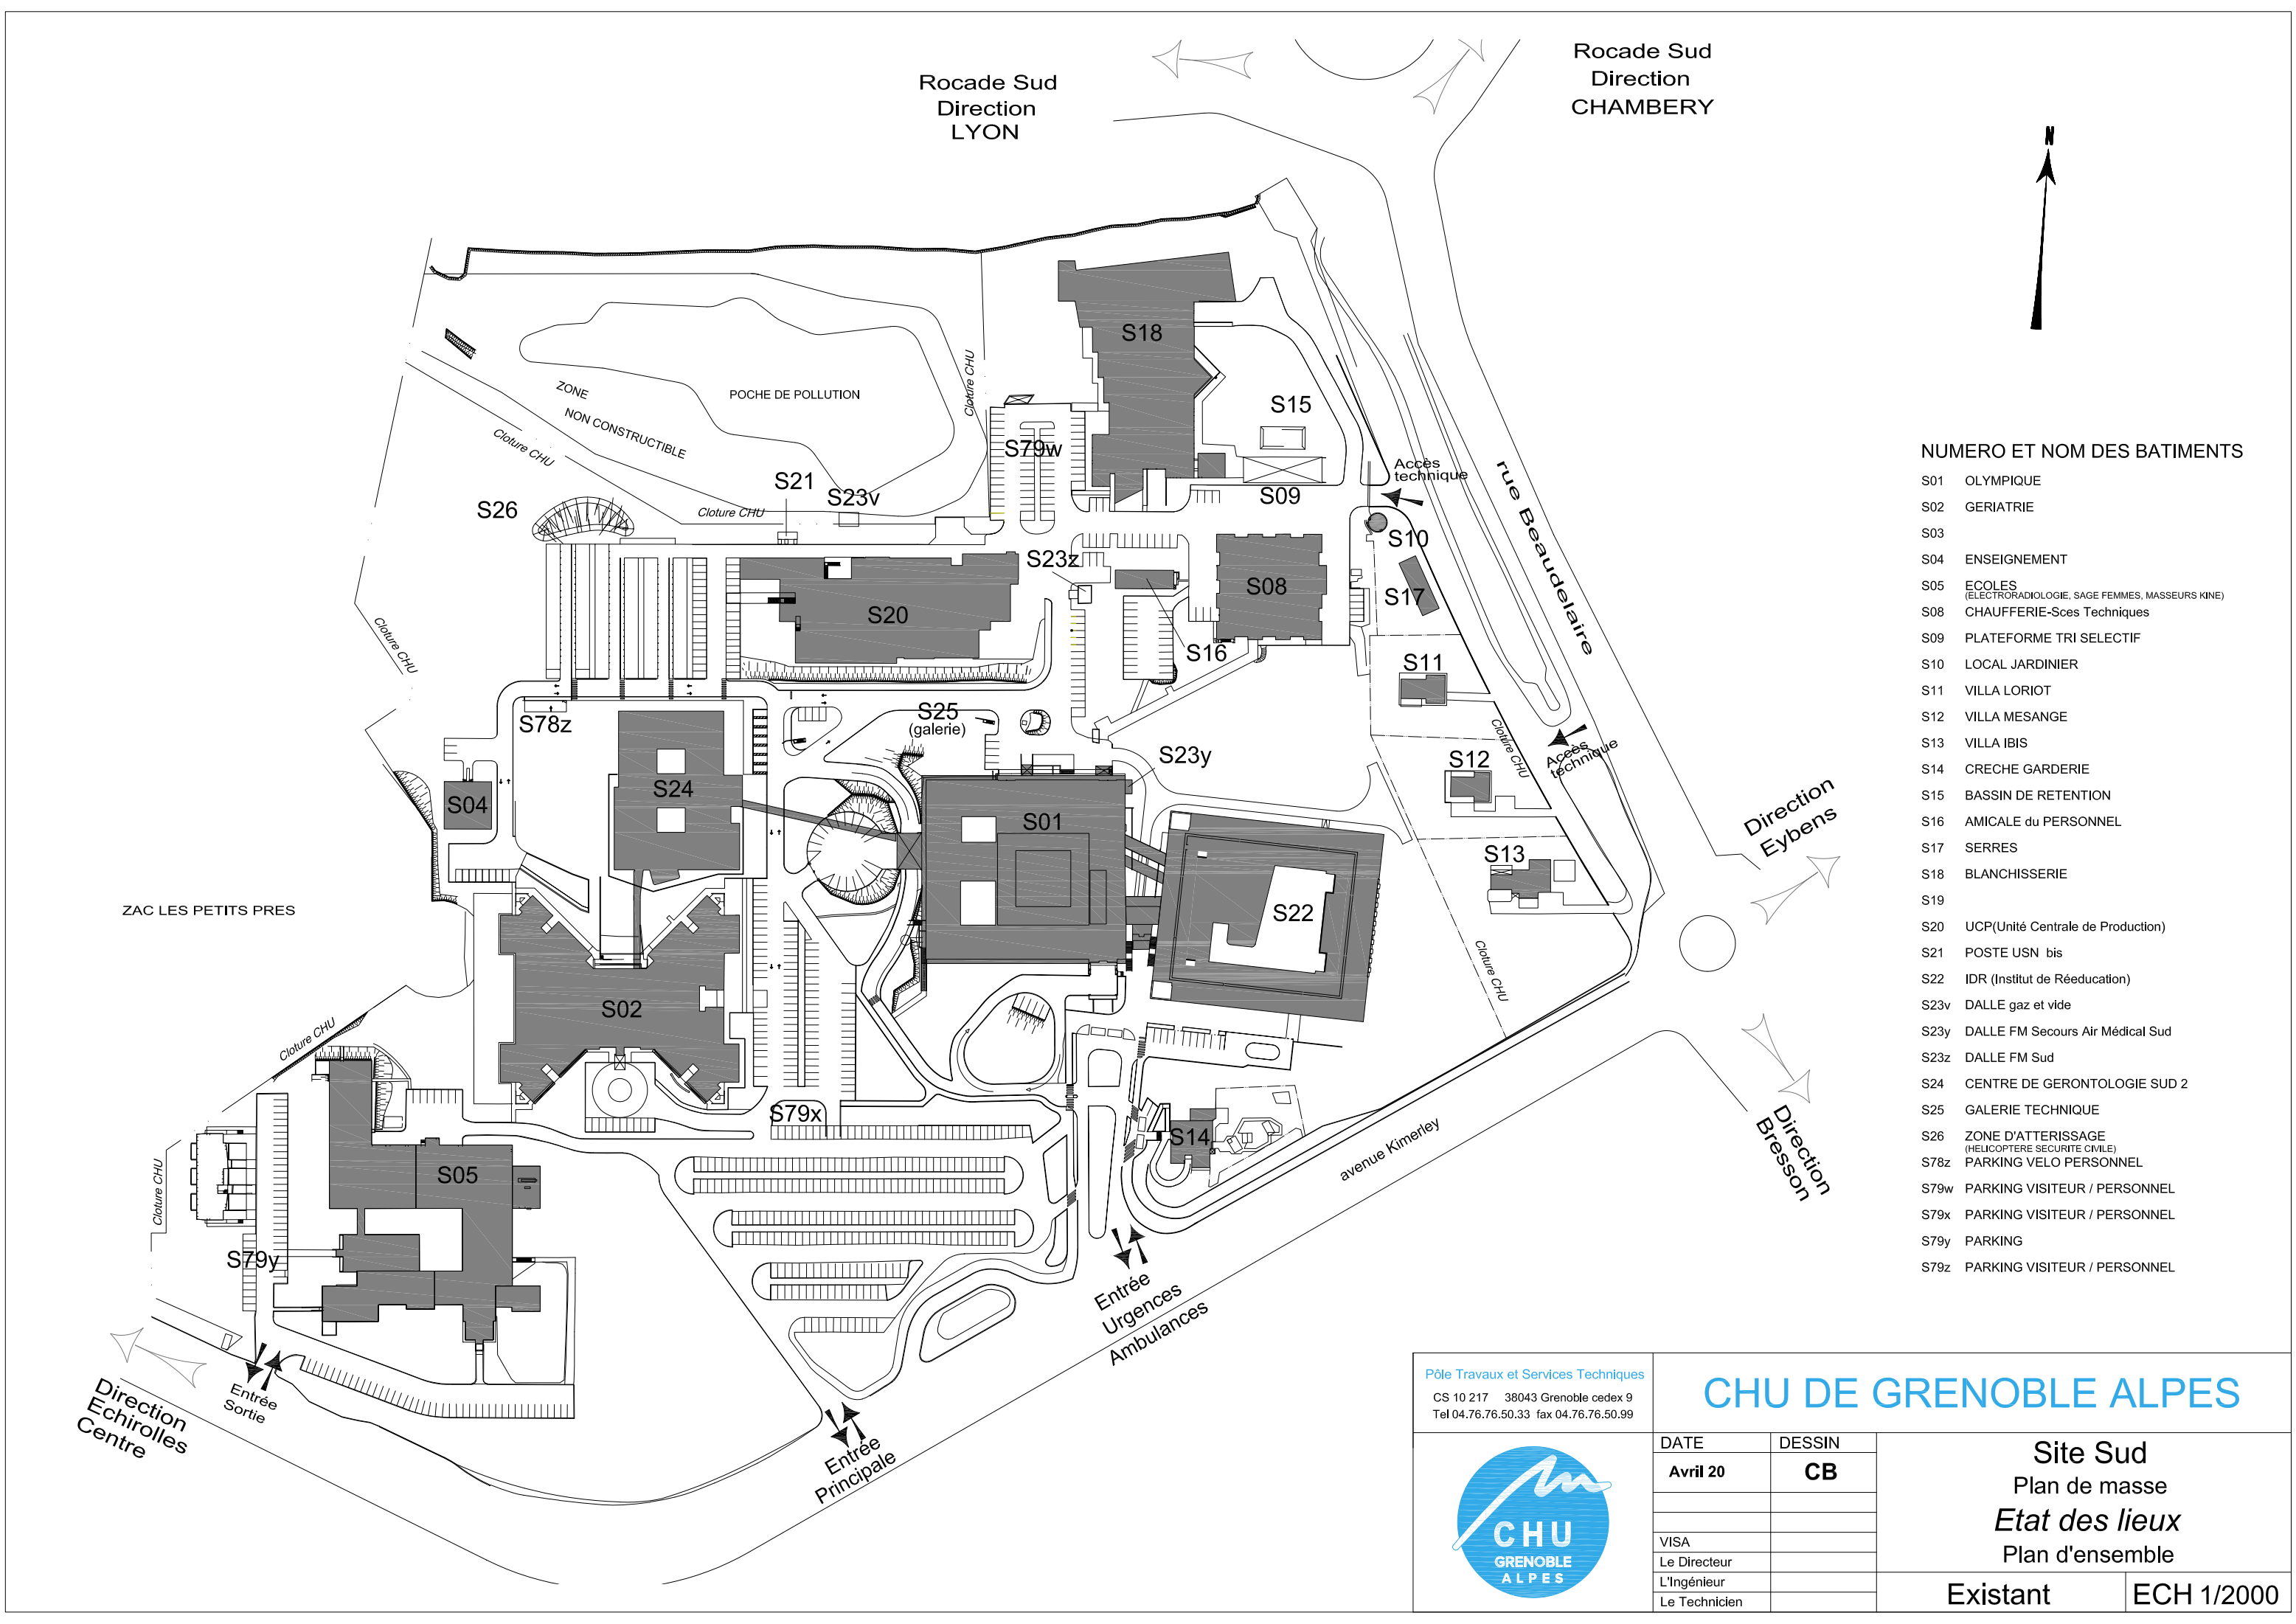 Rocade Sud
Direction
LYON
Rocade Sud
Direction
CHAMBERY
N
S18
Cloture CHU
POCHE DE POLLUTION
ZONE
NON CONSTRUCTIBLE
Cloture CHU
S15
S79w
Accès
technique
rue Beaudelaire
S21
S23v
S09
S26
Cloture CHU
S10
S23z
S08
S17
S20
S16
Cloture CHU
S11
S25
(galerie)
S78z
S23y
Cloture CHU
S12
Accès
technique
S24
S04
S01
Direction
Eybens
S13
ZAC LES PETITS PRES
S22
Cloture CHU
S02
Cloture CHU
S79x
S14
avenue Kimerley
Direction
Bresson
S05
Cloture CHU
S79y
Entrée
Urgences
Ambulances
Direction
Echirolles
Centre
Entrée
Sortie
Entrée
Principale
NUMERO ET NOM DES BATIMENTS
S01 OLYMPIQUE
S02 GERIATRIE
S03
S04 ENSEIGNEMENT
S05 ECOLES
(ELECTRORADIOLOGIE, SAGE FEMMES, MASSEURS KINE)
S08 CHAUFFERIE-Sces Techniques
S09 PLATEFORME TRI SELECTIF
S10 LOCAL JARDINIER
S11 VILLA LORIOT
S12 VILLA MESANGE
S13 VILLA IBIS
S14 CRECHE GARDERIE
S15 BASSIN DE RETENTION
S16 AMICALE du PERSONNEL
S17 SERRES
S18 BLANCHISSERIE
S19
S20 UCP(Unité Centrale de Production)
S21 POSTE USN bis
S22 IDR (Institut de Réeducation)
S23v DALLE gaz et vide
S23y DALLE FM Secours Air Médical Sud
S23z DALLE FM Sud
S24 CENTRE DE GERONTOLOGIE SUD 2
S25 GALERIE TECHNIQUE
S26 ZONE D'ATTERISSAGE
(HELICOPTERE SECURITE CIVILE)
S78z PARKING VELO PERSONNEL
S79w PARKING VISITEUR / PERSONNEL
S79x PARKING VISITEUR / PERSONNEL
S79y PARKING
S79z PARKING VISITEUR / PERSONNEL
Pôle Travaux et Services Techniques
CS 10 217 38043 Grenoble cedex 9
Tel 04.76.76.50.33 fax 04.76.76.50.99
CHU DE GRENOBLE ALPES
CHU
GRENOBLE
ALPES
DATE DESSIN
Avril 20 CB
VISA
Le Directeur
L'Ingénieur
Le Technicien
Site Sud
Plan de masse
Etat des lieux
Plan d'ensemble
Existant ECH 1/2000